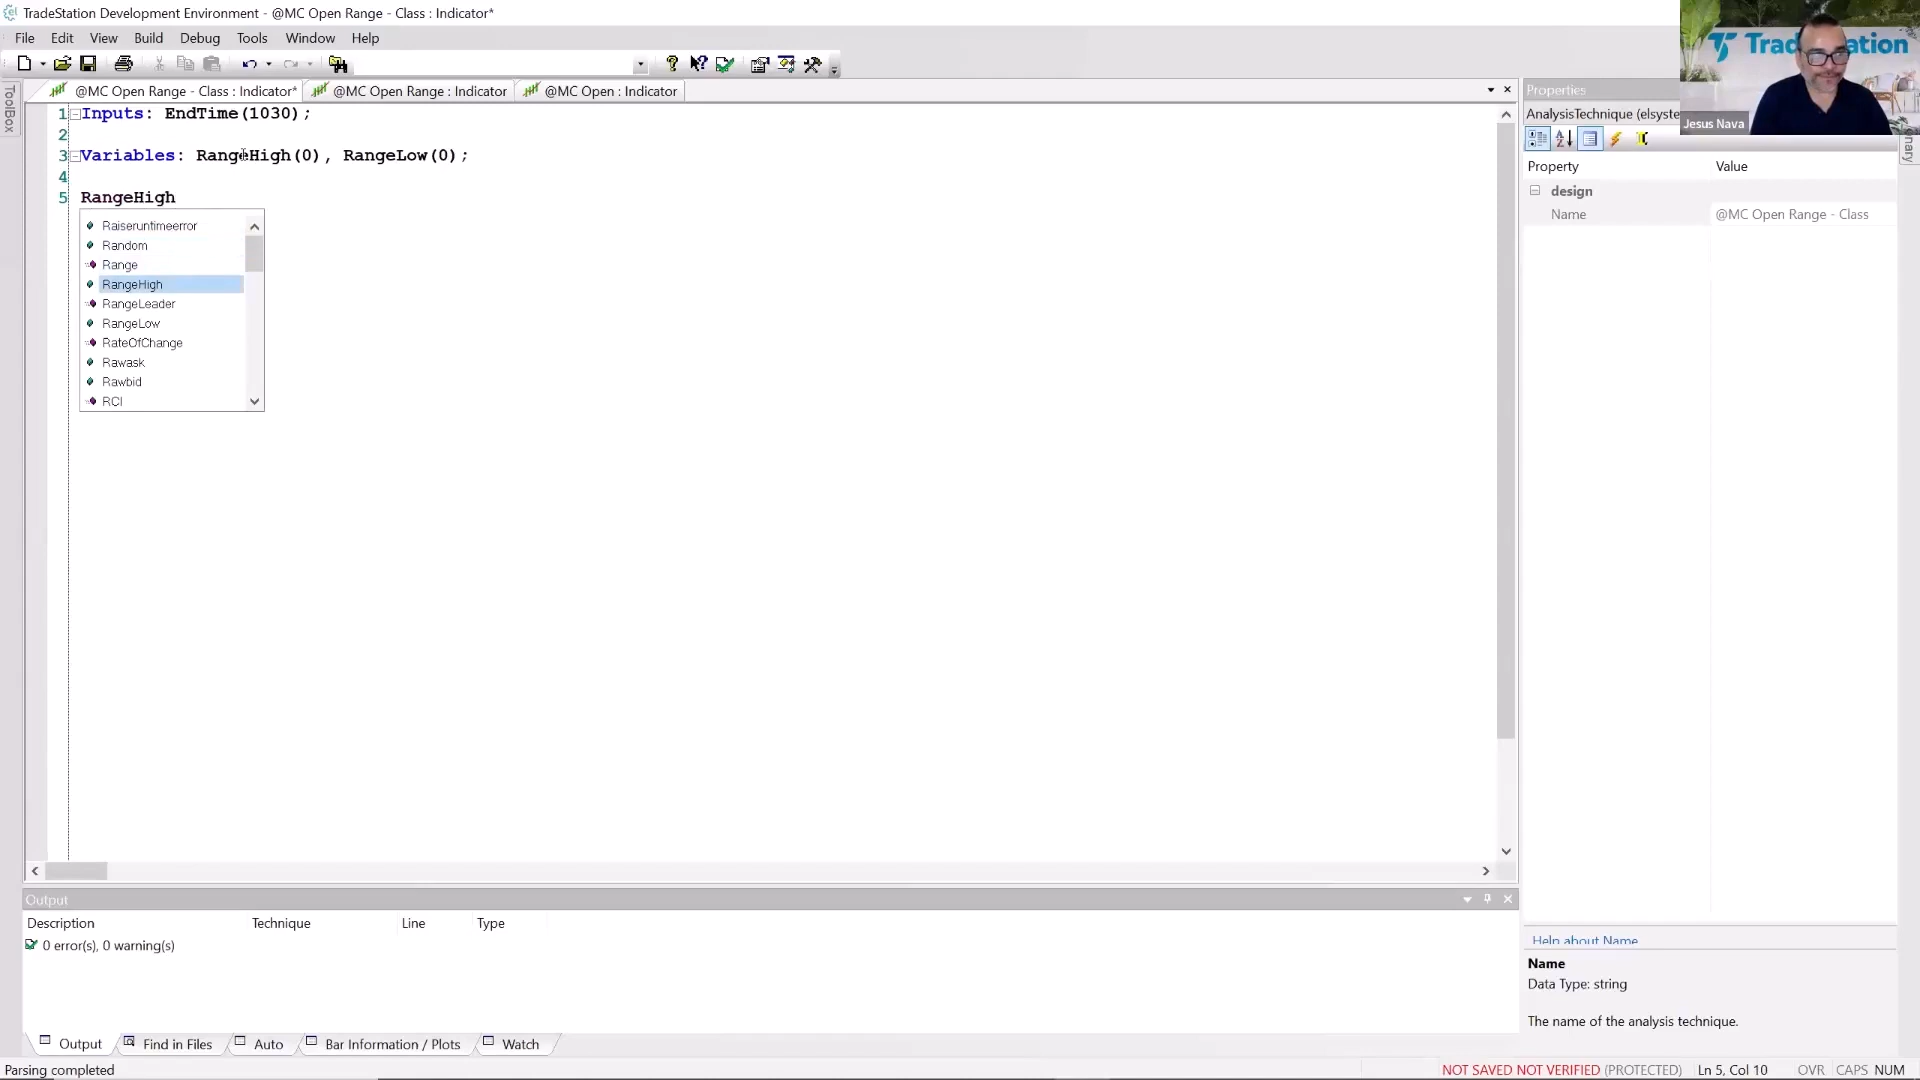 TradeStation Development Environment - @MC Open Range - Class : Indicator*
File Edit View Build Debug Tools Window Help
TradeStation
Jesus Nava
ToolBox
@MC Open Range - Class : Indicator* @MC Open Range : Indicator @MC Open : Indicator
1 Inputs: EndTime(1030);
2
3 Variables: RangeHigh(0), RangeLow(0);
4
5 RangeHigh
Raiseruntimeerror
Random
Range
RangeHigh
RangeLeader
RangeLow
RateOfChange
Rawask
Rawbid
RCI
Properties
AnalysisTechnique (elsyste
Property Value
design
Name @MC Open Range - Class
Help about Name
Name
Data Type: string
The name of the analysis technique.
Output
Description Technique Line Type
0 error(s), 0 warning(s)
Output Find in Files Auto Bar Information / Plots Watch
Parsing completed NOT SAVED NOT VERIFIED (PROTECTED) Ln 5, Col 10 OVR CAPS NUM